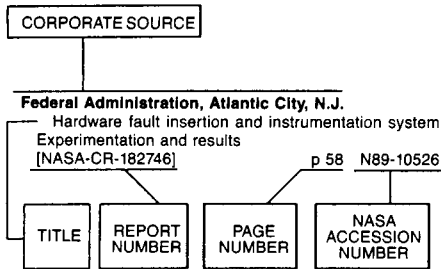 CORPORATE SOURCE
Federal Administration, Atlantic City, N.J.
Hardware fault insertion and instrumentation system
Experimentation and results
[NASA-CR-182746] p 58 N89-10526
TITLE
REPORT
NUMBER
PAGE
NUMBER
NASA
ACCESSION
NUMBER